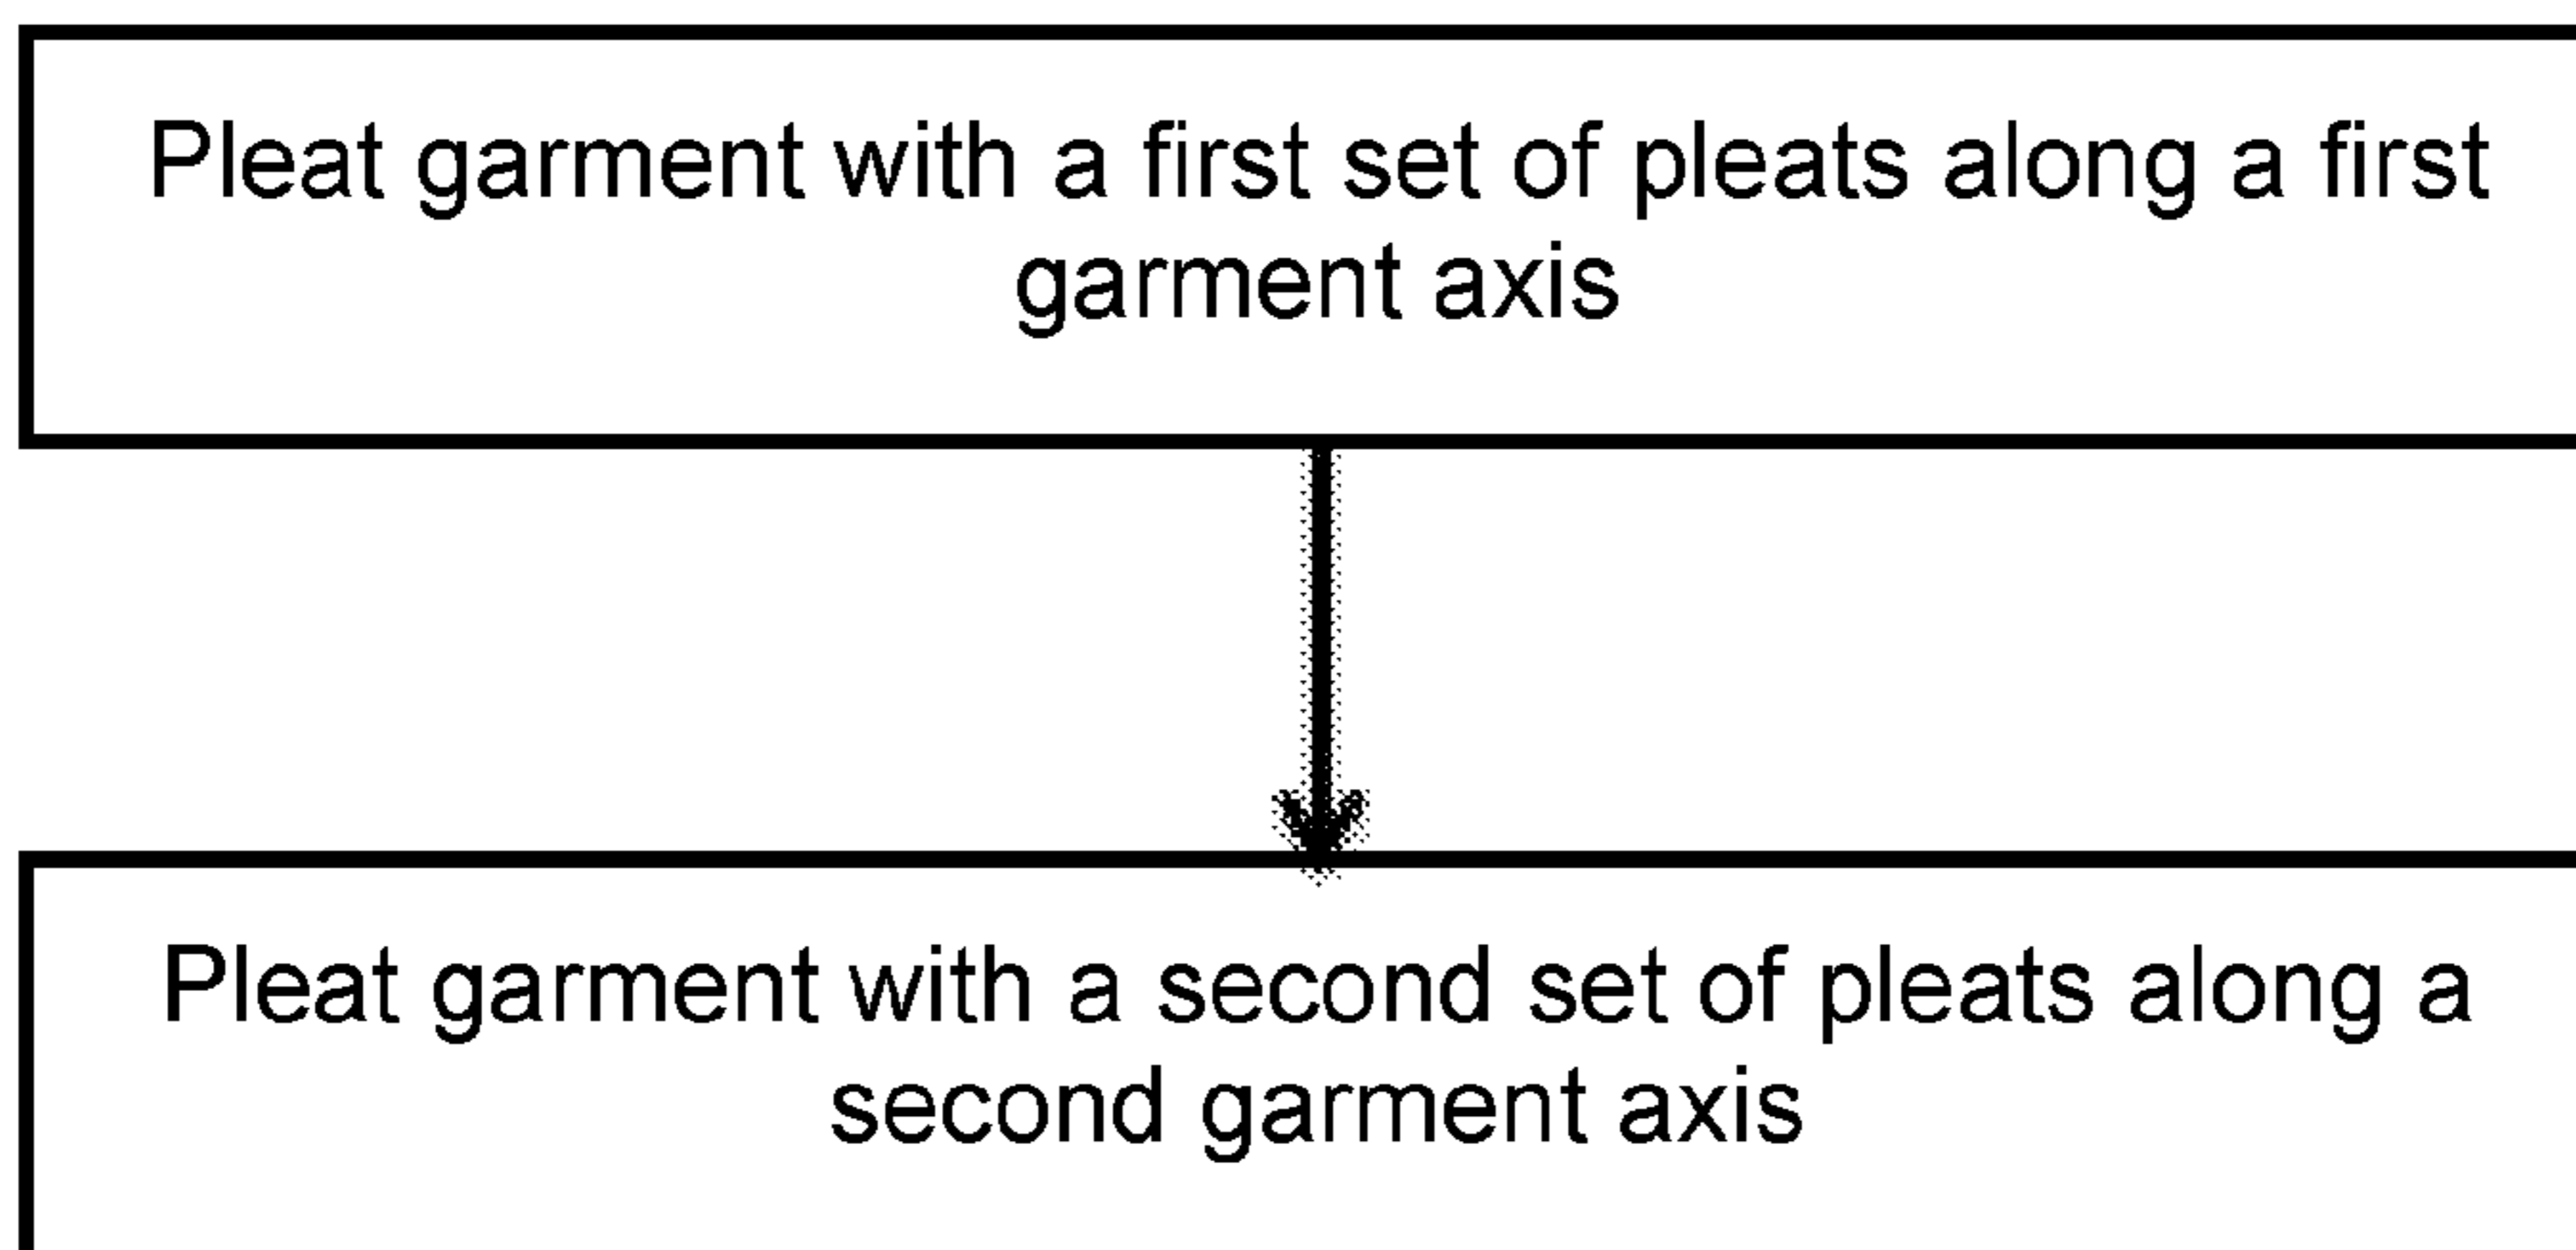 Pleat garment with a first set of pleats along a first
garment axis
Pleat garment with a second set of pleats along a
second garment axis